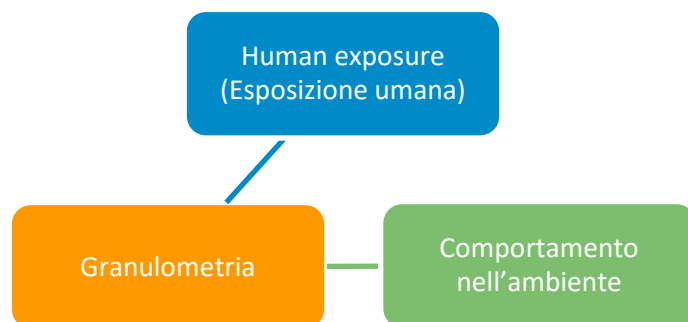 Human exposure
(Esposizione umana)
Granulometria
Comportamento
nell’ambiente